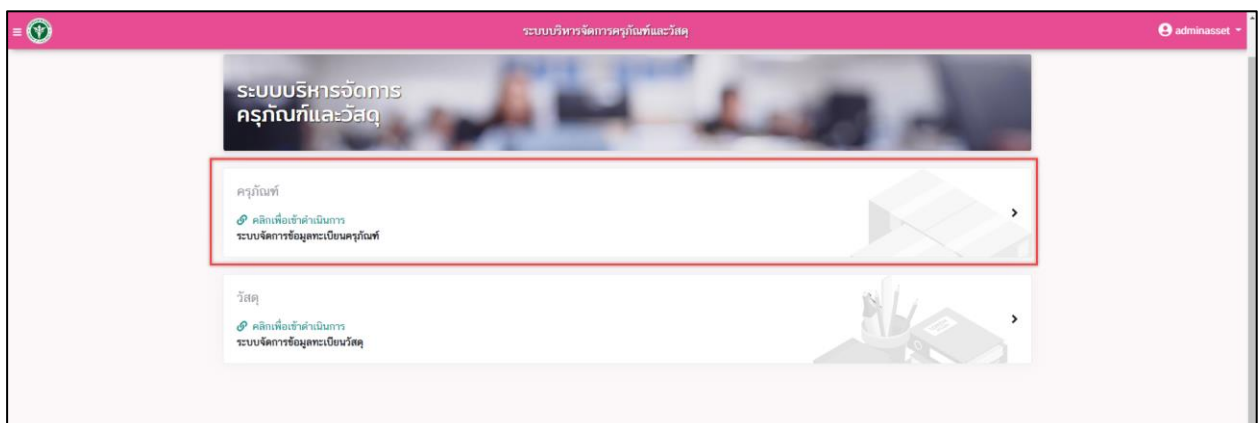 ระบบบริหารจัดการครุภัณฑ์และวัสดุ
adminasset
ระบบบริหารจัดการ
ครุภัณฑ์และวัสดุ
ครุภัณฑ์
คลิกเพื่อเข้าดำเนินการ
ระบบจัดการข้อมูลทะเบียนครุภัณฑ์
วัสดุ
คลิกเพื่อเข้าดำเนินการ
ระบบจัดการข้อมูลทะเบียนวัสดุ